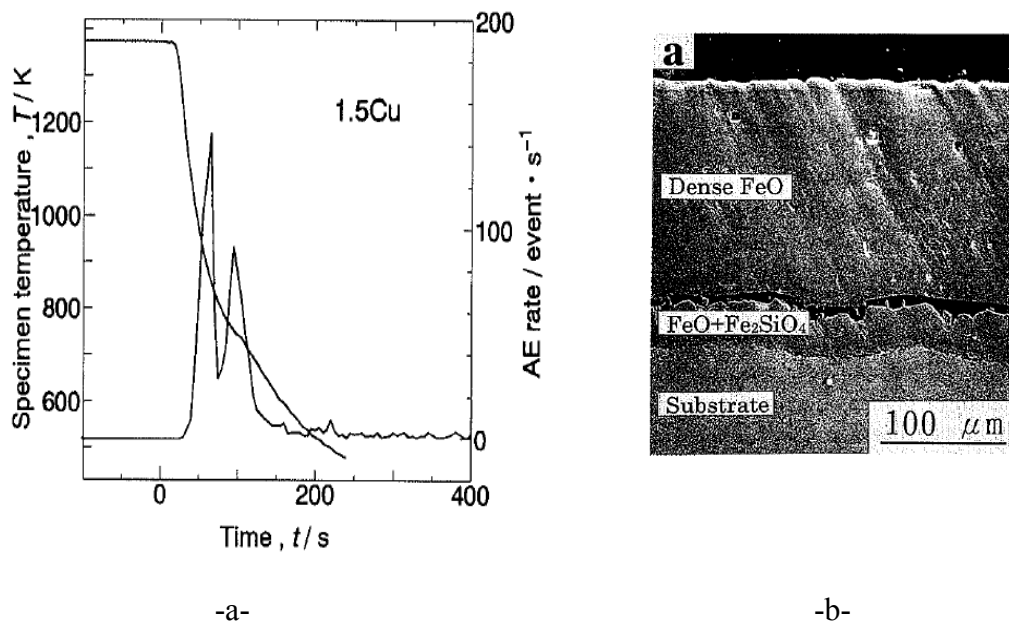 1.5Cu
Specimen temperature , T / K
1200
1000
800
600
200
100
0
AE rate / event · s⁻¹
0
200
400
Time , t / s
a
Dense FeO
FeO+Fe₂SiO₄
Substrate
100 μm
-a-
-b-